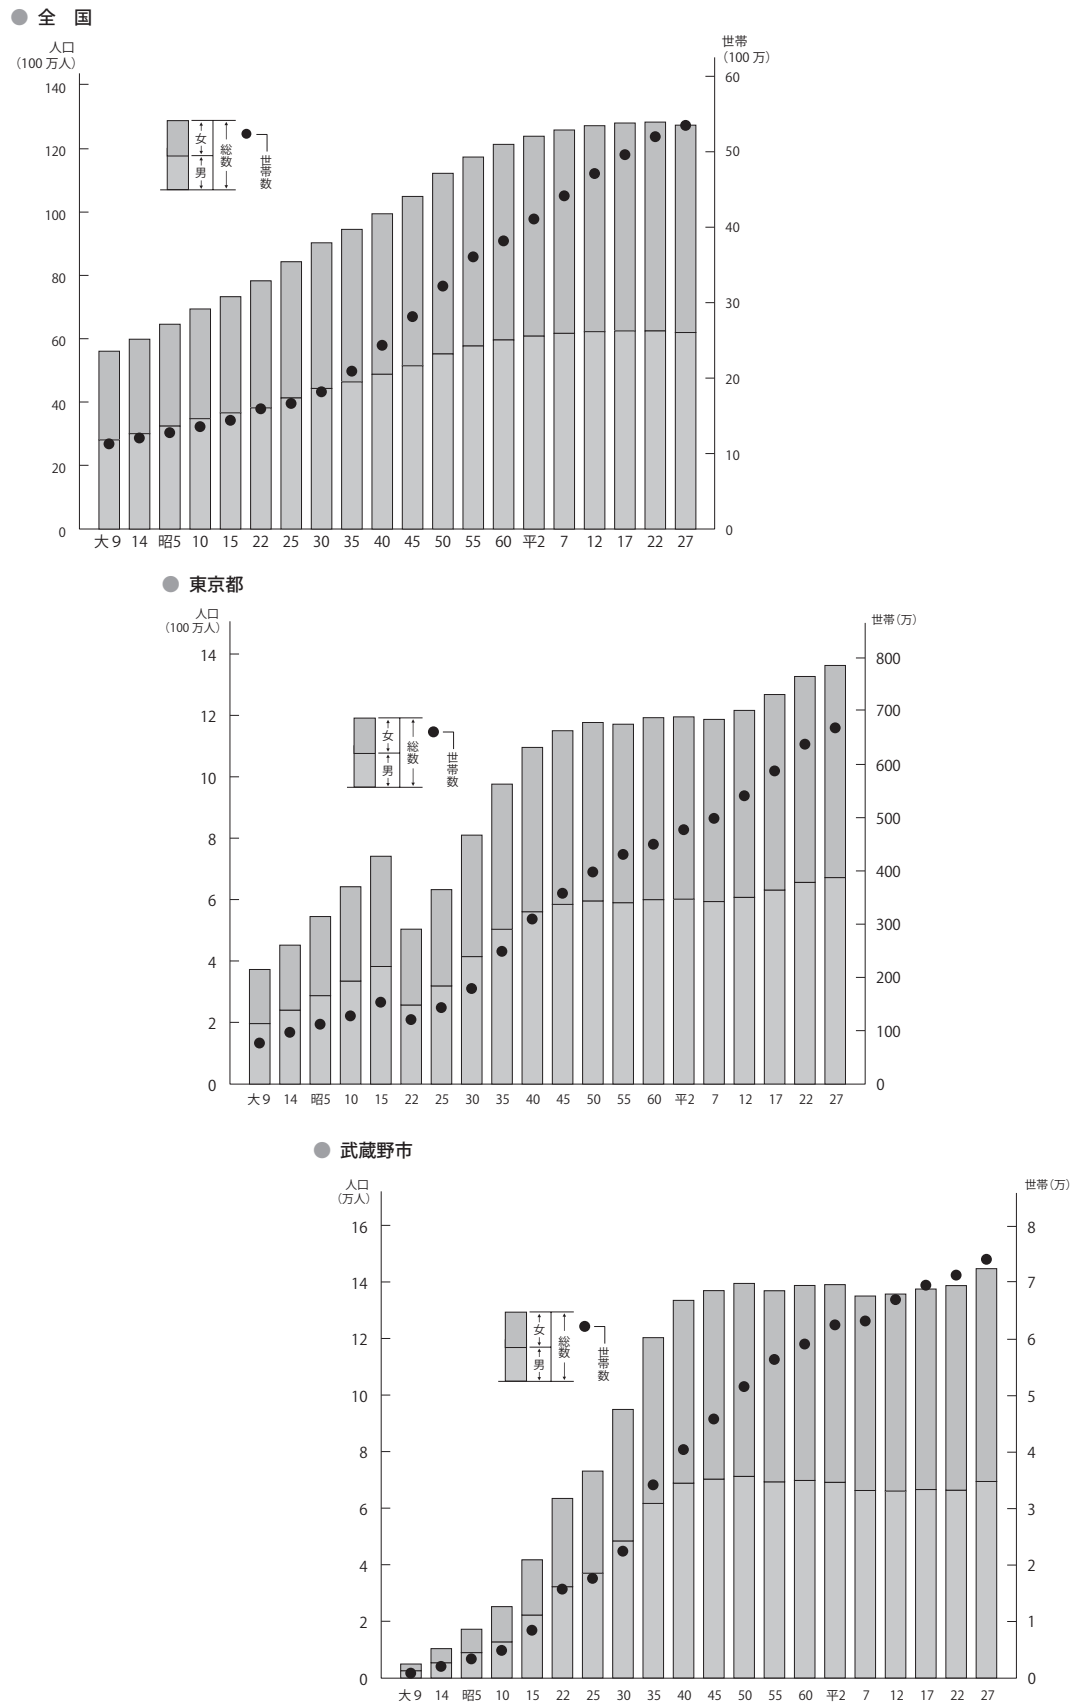 全 国
人口 世帯
（100 万人） （100 万）
140 60
120 50
100 40
80 30
60 20
40 10
20 0
0
女
男
総数
世帯数
大9 14 昭5 10 15 22 25 30 35 40 45 50 55 60 平2 7 12 17 22 27
東京都
人口 世帯（万）
（100 万人）
14 800
12 700
10 600
8 500
6 400
4 300
2 200
0 100
0
女
男
総数
世帯数
大9 14 昭5 10 15 22 25 30 35 40 45 50 55 60 平2 7 12 17 22 27
武蔵野市
人口 世帯（万）
（万人）
16 8
14 7
12 6
10 5
8 4
6 3
4 2
2 1
0 0
女
男
総数
世帯数
大9 14 昭5 10 15 22 25 30 35 40 45 50 55 60 平2 7 12 17 22 27